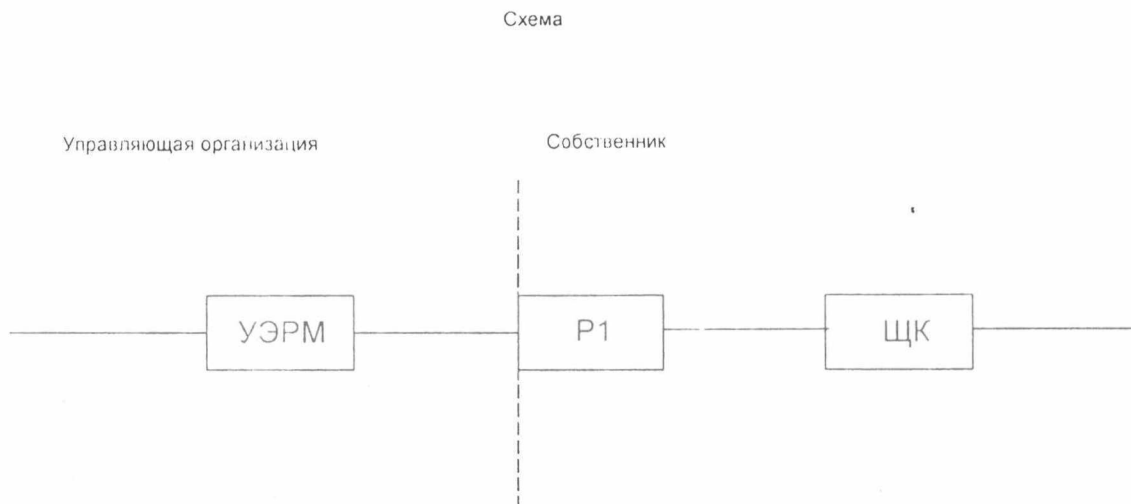 Схема
Управляющая организация
Собственник
УЭРМ
Р1
ЩК